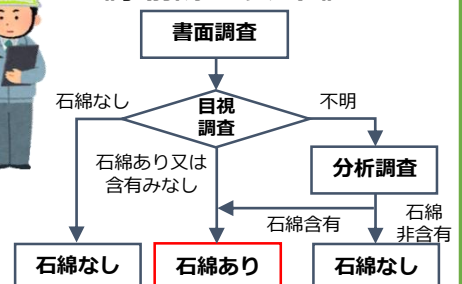 書面調査
石綿なし
目視
調査
不明
石綿あり又は
含有みなし
分析調査
石綿含有
石綿
非含有
石綿なし
石綿あり
石綿なし